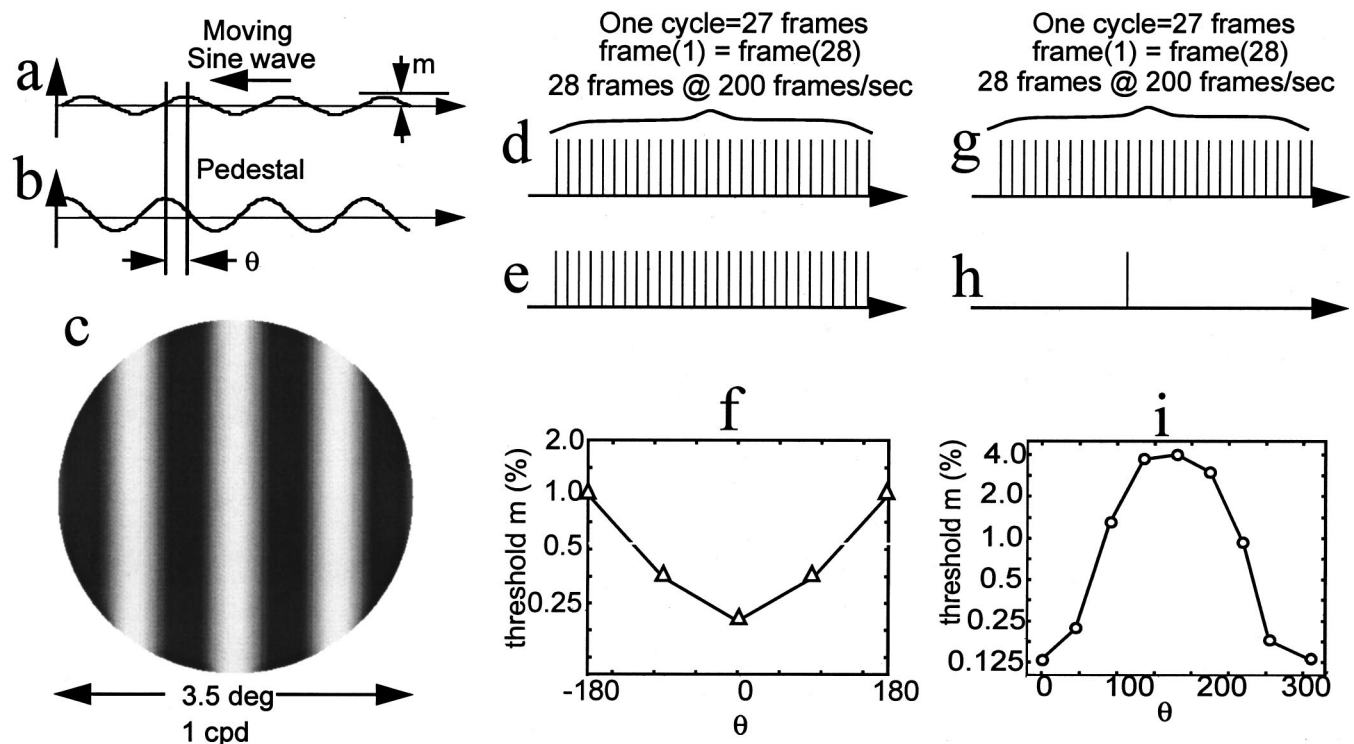 a
Moving
Sine wave
m
b
Pedestal
θ
c
3.5 deg
1 cpd
One cycle=27 frames
frame(1) = frame(28)
28 frames @ 200 frames/sec
d
e
f
threshold m (%)
2.0
1.0
0.5
0.25
-180
0
180
θ
One cycle=27 frames
frame(1) = frame(28)
28 frames @ 200 frames/sec
g
h
i
threshold m (%)
4.0
2.0
1.0
0.5
0.25
0.125
0
100
200
300
θ